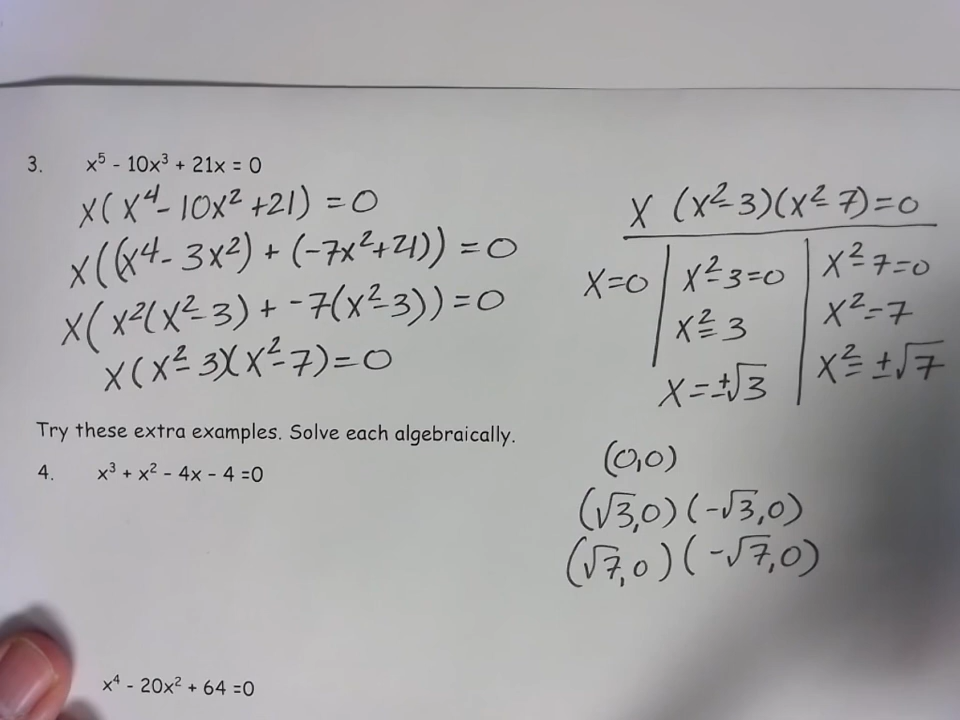 3. x⁵ - 10x³ + 21x = 0
x(x⁴- 10x² +21) = 0
x((x⁴- 3x²) + (-7x²+21)) = 0
x( x²(x²-3) + -7(x²-3)) = 0
x(x²-3)(x²-7)=0
x (x²-3)(x²-7)=0
x=0 | x²-3=0 | x²-7=0
x²=3 | x²=7
x=±√3 | x²=±√7
(0,0)
(√3,0) (-√3,0)
(√7,0) (-√7,0)
Try these extra examples. Solve each algebraically.
4. x³ + x² - 4x - 4 =0
x⁴ - 20x² + 64 =0